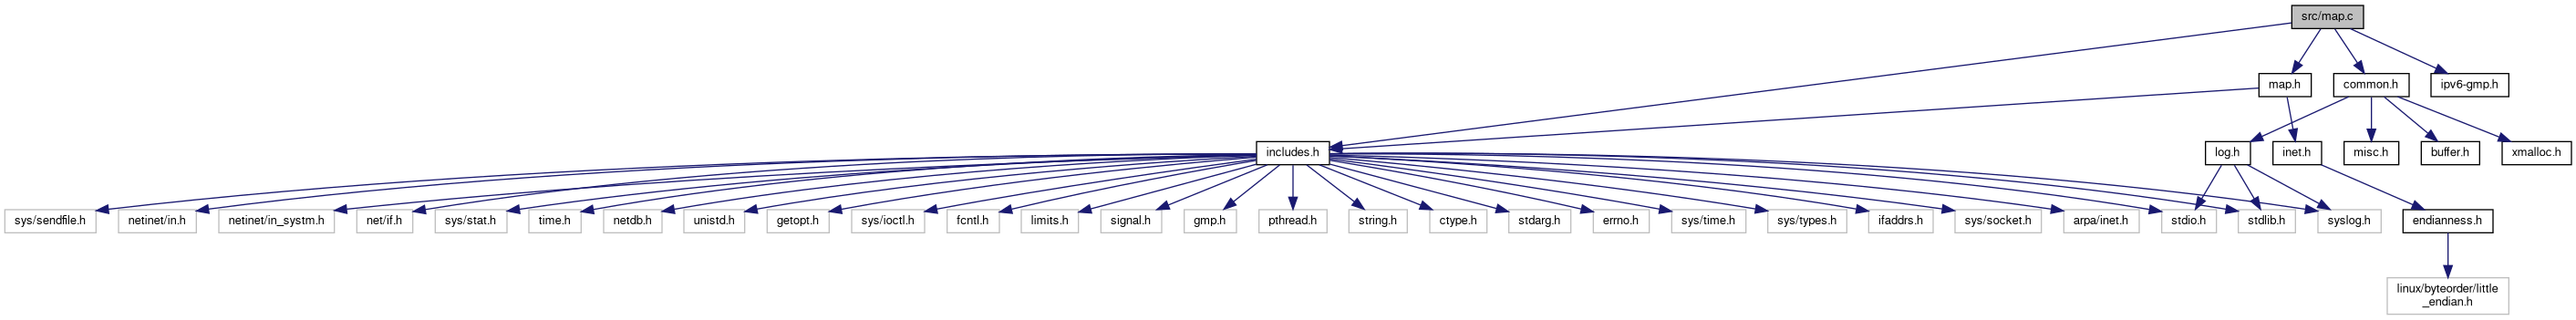 src/map.c
map.h
common.h
ipv6-gmp.h
includes.h
log.h
inet.h
misc.h
buffer.h
xmalloc.h
sys/sendfile.h
netinet/in.h
netinet/in_systm.h
net/if.h
sys/stat.h
time.h
netdb.h
unistd.h
getopt.h
sys/ioctl.h
fcntl.h
limits.h
signal.h
gmp.h
pthread.h
string.h
ctype.h
stdarg.h
errno.h
sys/time.h
sys/types.h
ifaddrs.h
sys/socket.h
arpa/inet.h
stdio.h
stdlib.h
syslog.h
endianness.h
linux/byteorder/little
_endian.h